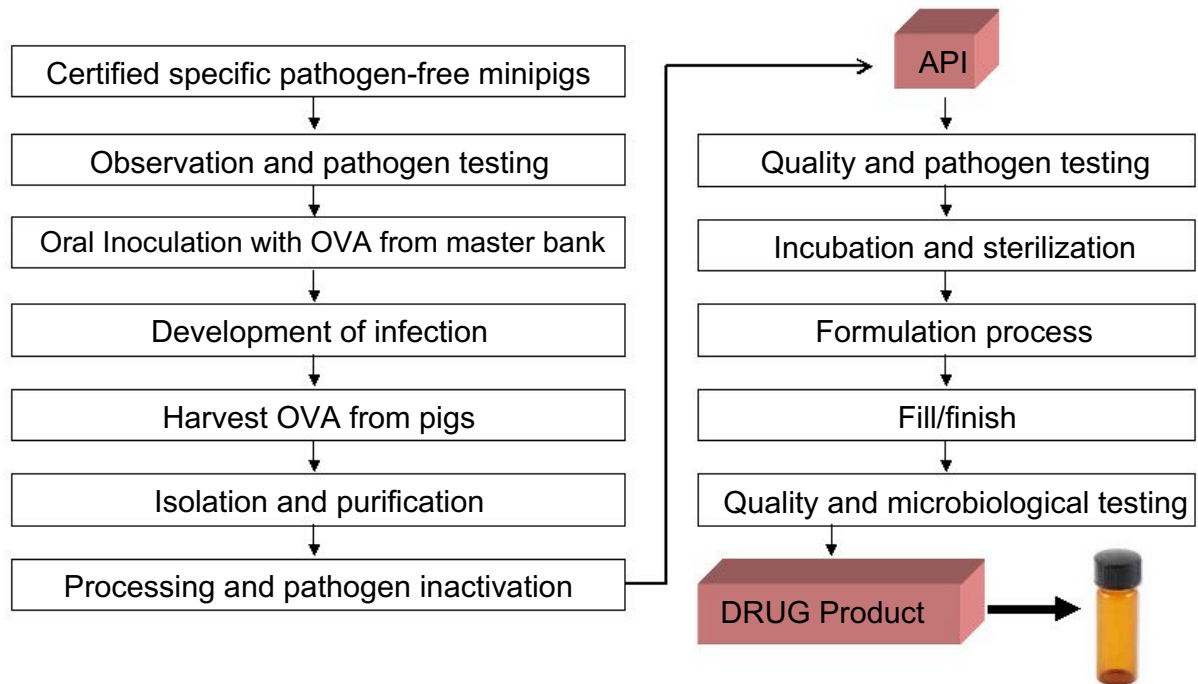 Certified specific pathogen-free minipigs
Observation and pathogen testing
Oral Inoculation with OVA from master bank
Development of infection
Harvest OVA from pigs
Isolation and purification
Processing and pathogen inactivation
API
Quality and pathogen testing
Incubation and sterilization
Formulation process
Fill/finish
Quality and microbiological testing
DRUG Product